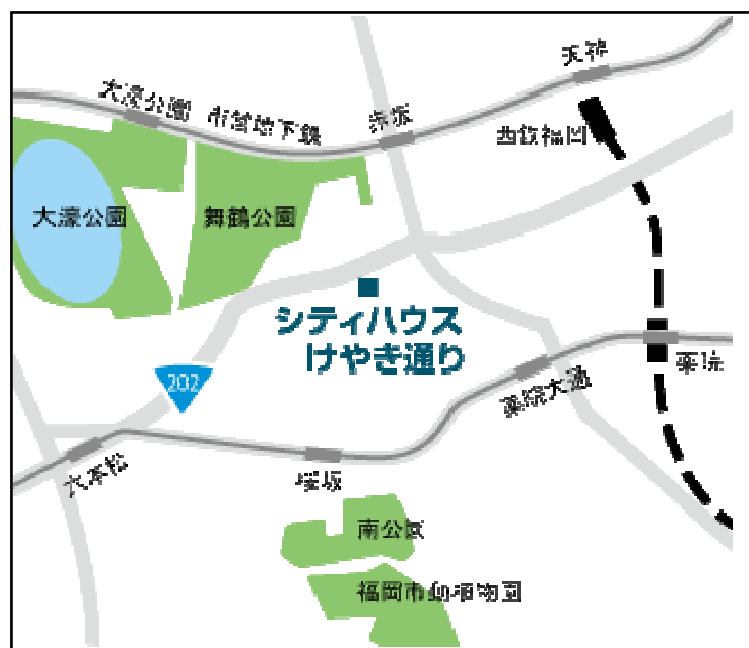 天神
大濠公園 市営地下鉄
赤坂
西鉄福岡
大濠公園
舞鶴公園
シティハウス
けやき通り
202
薬院
薬院大通
六本松
桜坂
南公園
福岡市動植物園